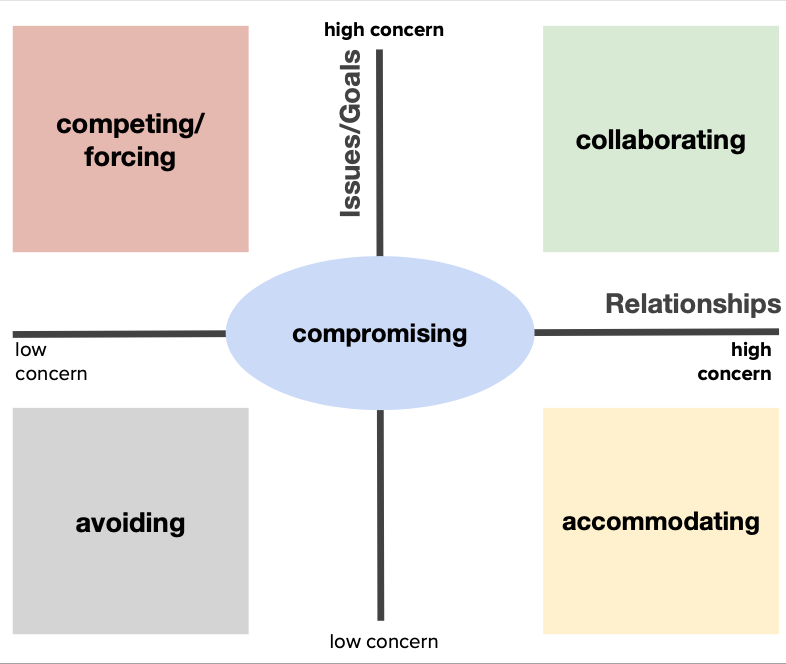 high concern
Issues/Goals
competing/
forcing
collaborating
Relationships
compromising
low
concern
high
concern
avoiding
accommodating
low concern